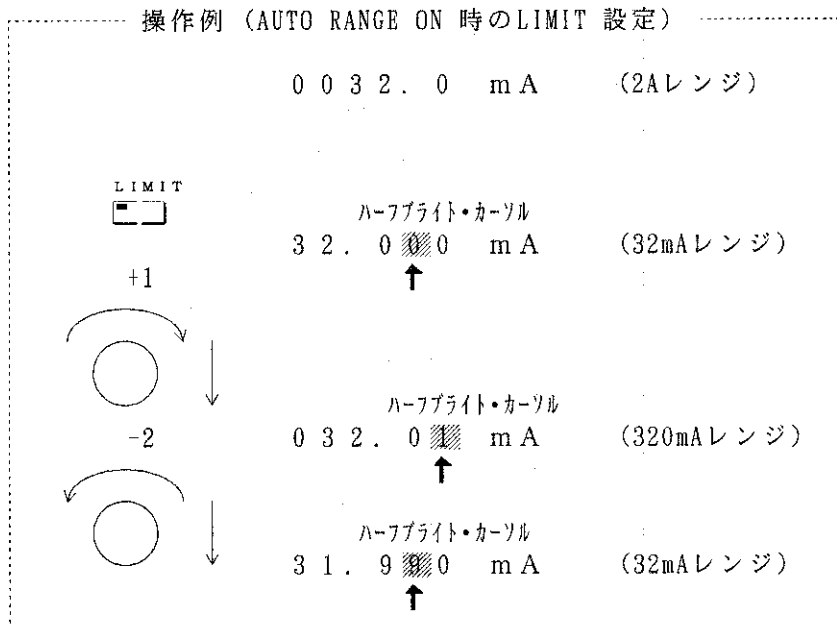 操作例 (AUTO RANGE ON 時のLIMIT 設定)
0032.0 mA (2Aレンジ)
LIMIT
ハーフブライト・カーソル
32.000 mA (32mAレンジ)
+1
ハーフブライト・カーソル
-2 032.01 mA (320mAレンジ)
ハーフブライト・カーソル
31.990 mA (32mAレンジ)